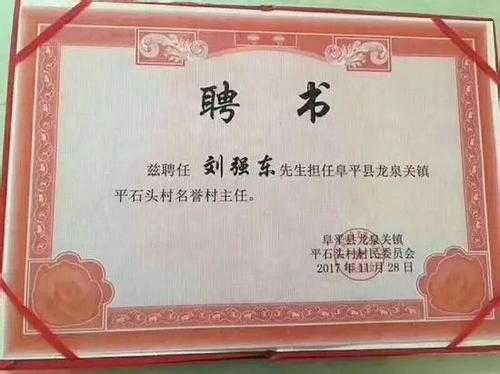 聘书
兹聘任 刘强东先生担任阜平县龙泉关镇
平石头村名誉村主任。
阜平县龙泉关镇
平石头村村民委员会
2017年11月28日